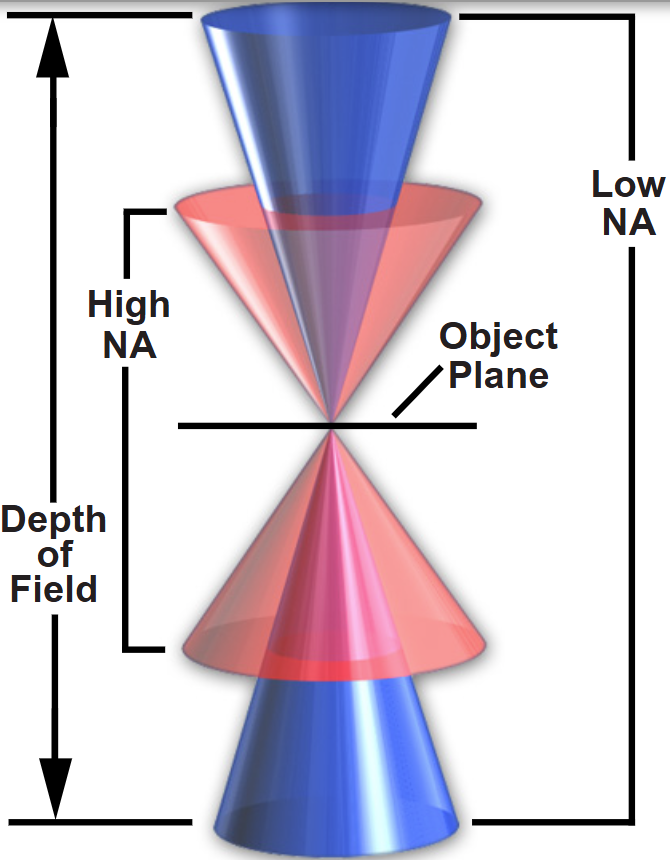 Low
NA
High
NA
Object
Plane
Depth
of
Field